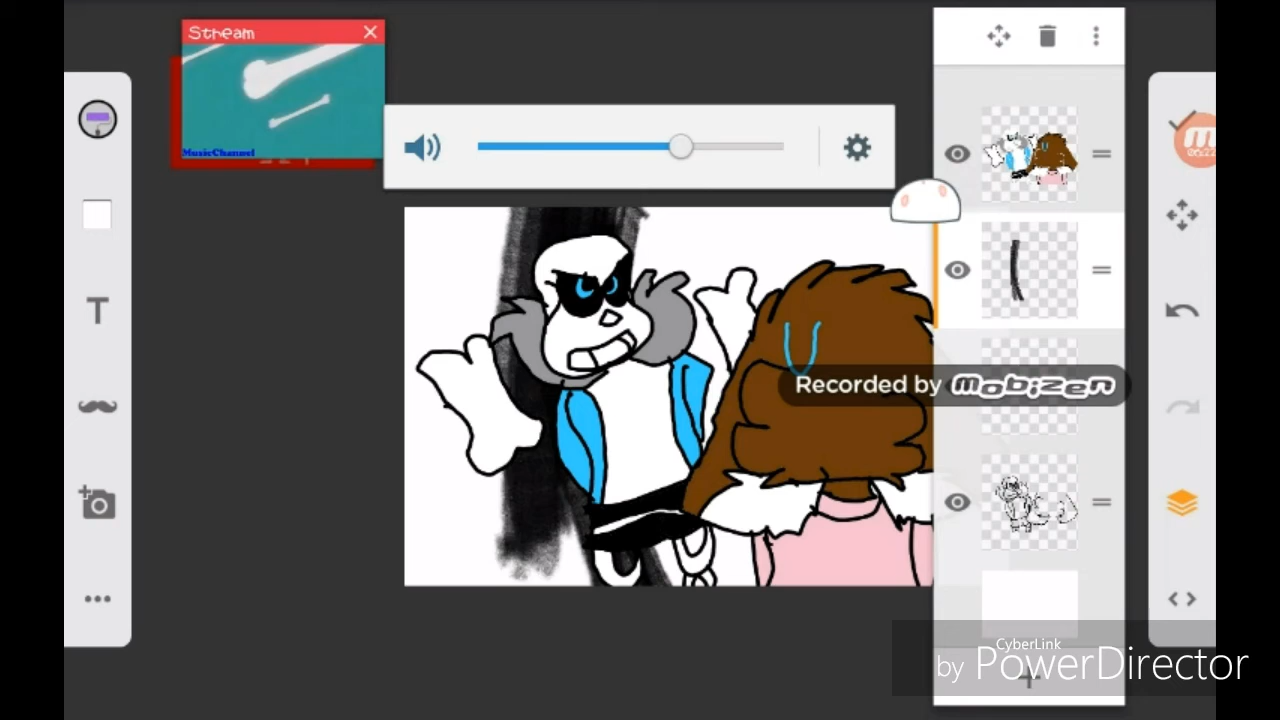 Stream
MusicChannel
T
Recorded by mobizen
CyberLink
by PowerDirector